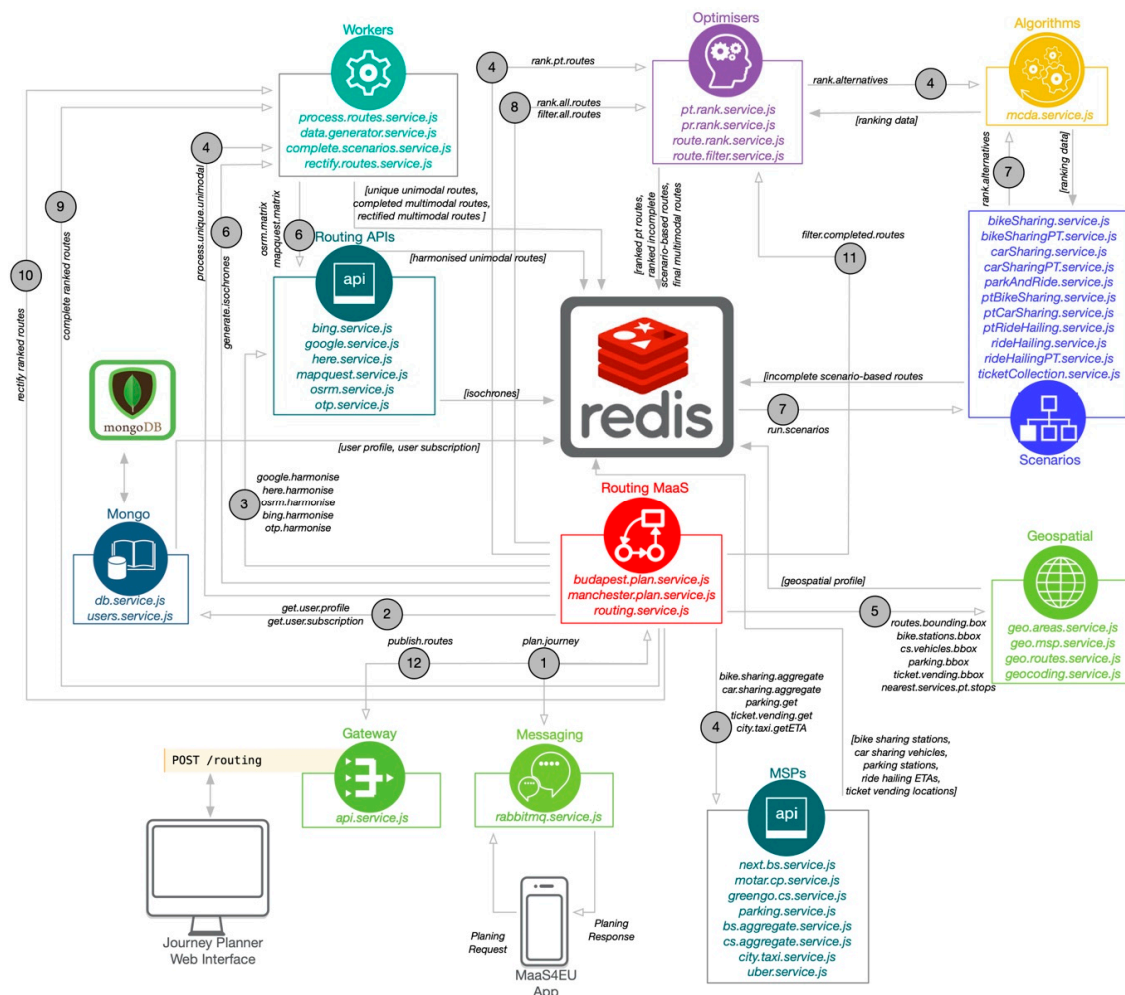 Workers
process.routes.service.js
data.generator.service.js
complete.scenarios.service.js
rectify.routes.service.js
Optimisers
pt.rank.service.js
pr.rank.service.js
route.rank.service.js
route.filter.service.js
Algorithms
mcda.service.js
4
rank.pt.routes
8
rank.all.routes
filter.all.routes
rank.alternatives
4
[ranking data]
rank.alternatives
7
[ranking data]
4
process.unique.unimodal
9
complete ranked routes
10
rectify ranked routes
6
generate.isochrones
osrm.matrix
mapquest.matrix
6
[unique unimodal routes,
completed multimodal routes,
rectified multimodal routes ]
[harmonised unimodal routes]
[ranked pt routes,
ranked incomplete
scenario-based routes,
final multimodal routes]
filter.completed.routes
11
Routing APIs
api
bing.service.js
google.service.js
here.service.js
mapquest.service.js
osrm.service.js
otp.service.js
bikeSharing.service.js
bikeSharingPT.service.js
carSharing.service.js
carSharingPT.service.js
parkAndRide.service.js
ptBikeSharing.service.js
ptCarSharing.service.js
ptRideHailing.service.js
rideHailing.service.js
rideHailingPT.service.js
ticketCollection.service.js
Scenarios
mongoDB
redis
[isochrones]
[incomplete scenario-based routes
7
run.scenarios
[user profile, user subscription]
3
google.harmonise
here.harmonise
osrm.harmonise
bing.harmonise
otp.harmonise
Mongo
db.service.js
users.service.js
Routing MaaS
budapest.plan.service.js
manchester.plan.service.js
routing.service.js
Geospatial
geo.areas.service.js
geo.msp.service.js
geo.routes.service.js
geocoding.service.js
[geospatial profile]
5
routes.bounding.box
bike.stations.bbox
cs.vehicles.bbox
parking.bbox
ticket.vending.box
nearest.services.pt.stops
get.user.profile
get.user.subscription
2
publish.routes
12
plan.journey
1
bike.sharing.aggregate
car.sharing.aggregate
parking.get
ticket.vending.get
city.taxi.getETA
4
[bike sharing stations,
car sharing vehicles,
parking stations,
ride hailing ETAs,
ticket vending locations]
POST /routing
Gateway
api.service.js
Messaging
rabbitmq.service.js
MSPs
api
next.bs.service.js
motar.cp.service.js
greengo.cs.service.js
parking.service.js
bs.aggregate.service.js
cs.aggregate.service.js
city.taxi.service.js
uber.service.js
Journey Planner
Web Interface
Planing
Request
Planing
Response
MaaS4EU
App